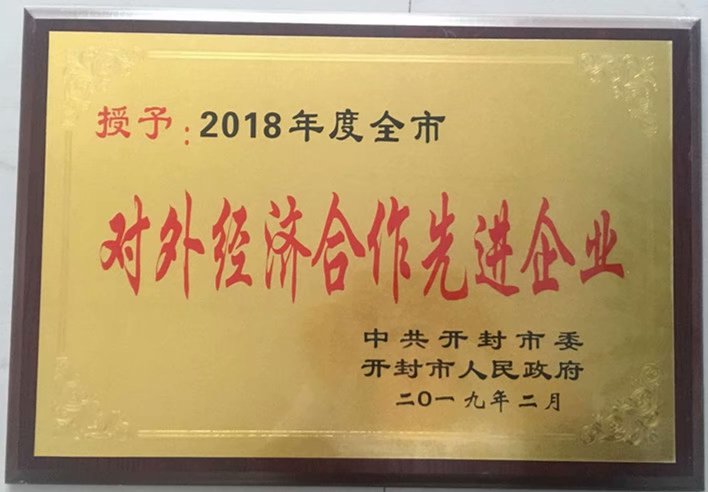 授予：2018年度全市
对外经济合作先进企业
中共开封市委
开封市人民政府
二O一九年二月